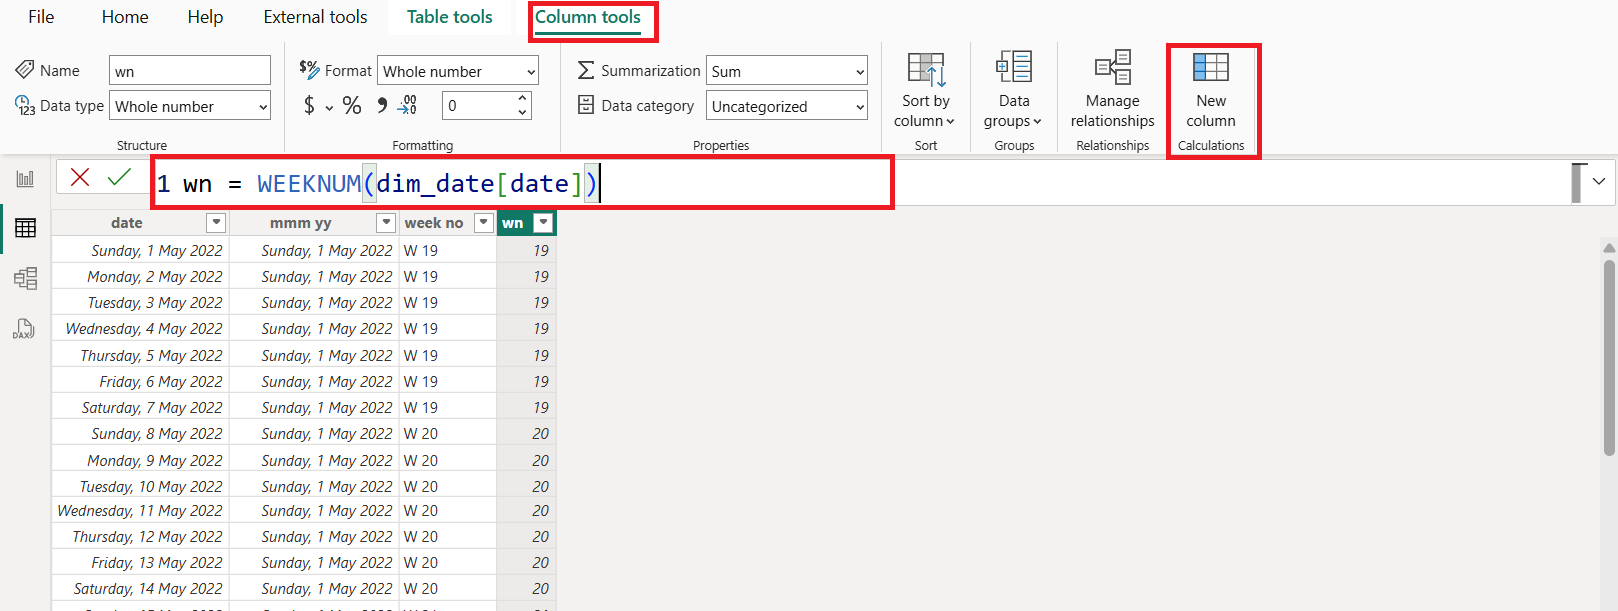 File Home Help External tools Table tools Column tools
Name wn
$% Format Whole number
Summarization Sum
Data type Whole number
$ % 0
Data category Uncategorized
Sort by column
Data groups
Manage relationships
New column
Structure Formatting Properties Sort Groups Relationships Calculations
1 wn = WEEKNUM(dim_date[date])
date mmm yy week no wn
Sunday, 1 May 2022 Sunday, 1 May 2022 W 19 19
Monday, 2 May 2022 Sunday, 1 May 2022 W 19 19
Tuesday, 3 May 2022 Sunday, 1 May 2022 W 19 19
Wednesday, 4 May 2022 Sunday, 1 May 2022 W 19 19
Thursday, 5 May 2022 Sunday, 1 May 2022 W 19 19
Friday, 6 May 2022 Sunday, 1 May 2022 W 19 19
Saturday, 7 May 2022 Sunday, 1 May 2022 W 19 19
Sunday, 8 May 2022 Sunday, 1 May 2022 W 20 20
Monday, 9 May 2022 Sunday, 1 May 2022 W 20 20
Tuesday, 10 May 2022 Sunday, 1 May 2022 W 20 20
Wednesday, 11 May 2022 Sunday, 1 May 2022 W 20 20
Thursday, 12 May 2022 Sunday, 1 May 2022 W 20 20
Friday, 13 May 2022 Sunday, 1 May 2022 W 20 20
Saturday, 14 May 2022 Sunday, 1 May 2022 W 20 20
DAX